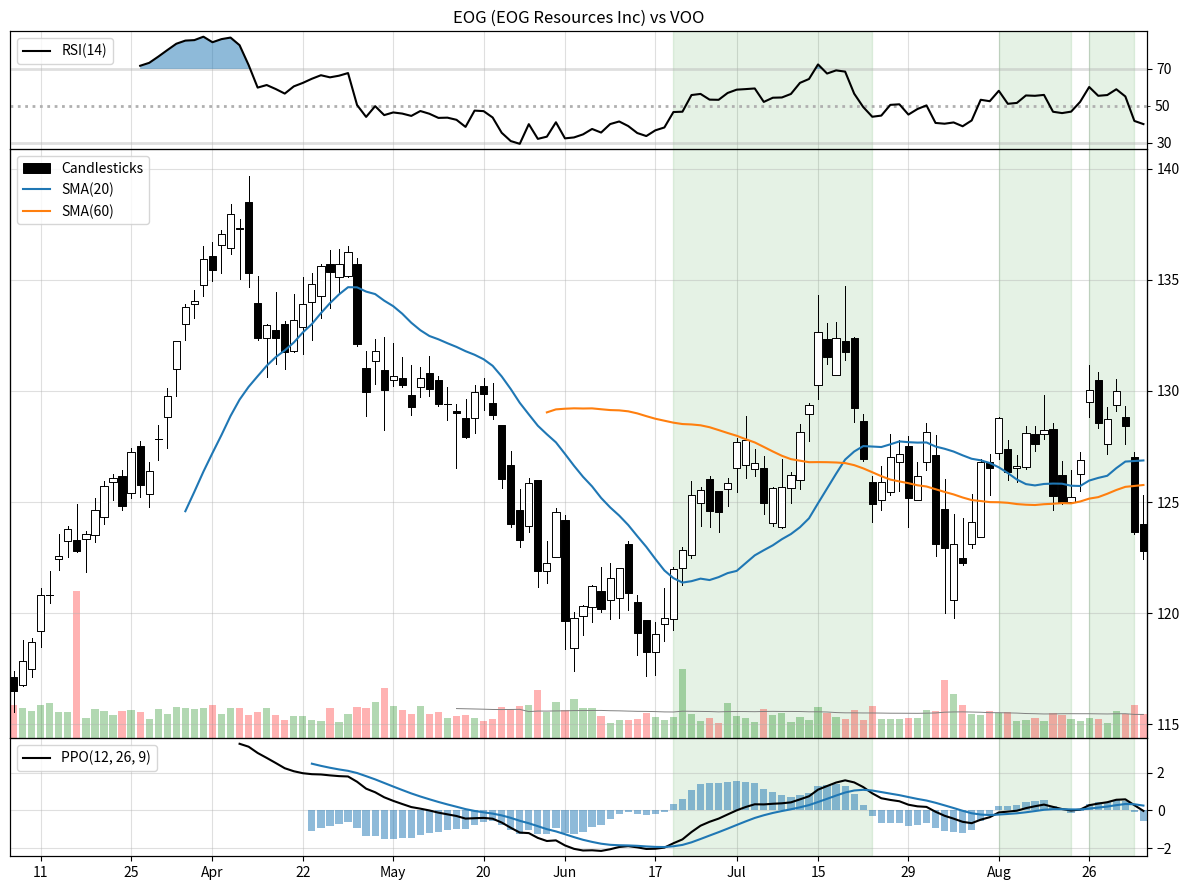 EOG (EOG Resources Inc) vs VOO
RSI(14)
70
50
30
Candlesticks
SMA(20)
SMA(60)
140
135
130
125
120
115
PPO(12, 26, 9)
2
0
−2
11 25 Apr 22 May 20 Jun 17 Jul 15 29 Aug 26